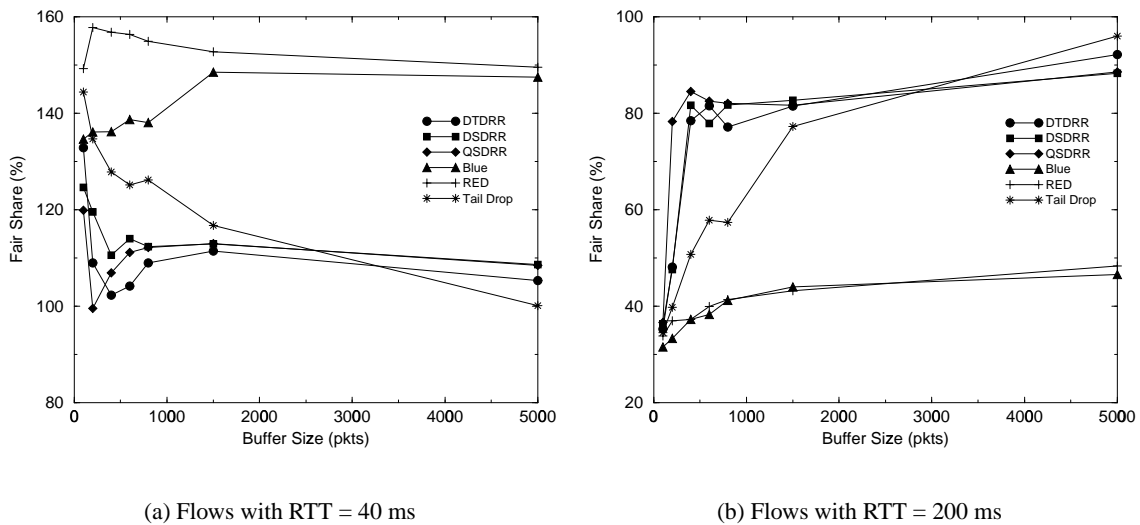 160
140
120
100
80
Fair Share (%)
0 1000 2000 3000 4000 5000
Buffer Size (pkts)
DTDRR
DSDRR
QSDRR
Blue
RED
Tail Drop
(a) Flows with RTT = 40 ms
100
80
60
40
20
Fair Share (%)
0 1000 2000 3000 4000 5000
Buffer Size (pkts)
DTDRR
DSDRR
QSDRR
Blue
RED
Tail Drop
(b) Flows with RTT = 200 ms